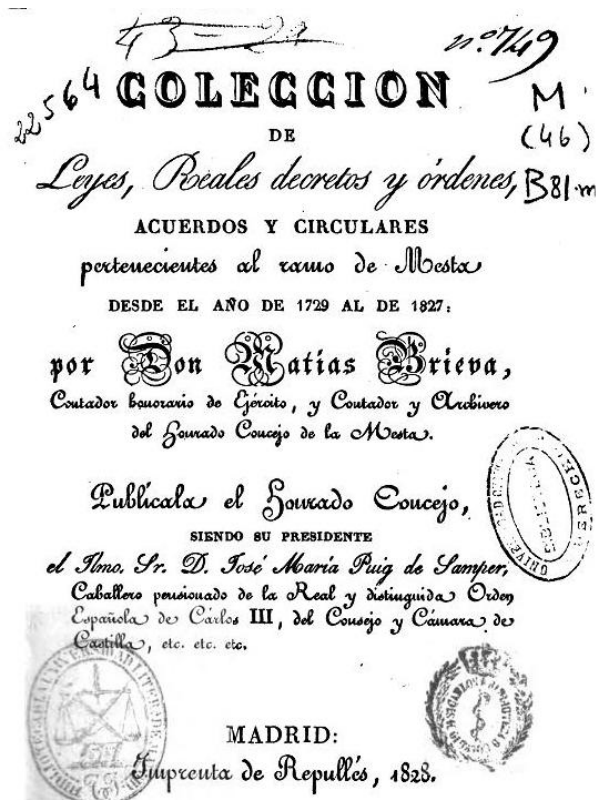 43-21
nº 749
22564
COLECCION
M
(46)
B81.m
DE
Leyes, Reales decretos y órdenes,
ACUERDOS Y CIRCULARES
pertenecientes al ramo de Mesta
DESDE EL AÑO DE 1729 AL DE 1827:
por Don Matias Brieva,
Contador honorario de Ejército, y Contador y Archivero
del Honrado Concejo de la Mesta.
Publícala el Honrado Concejo,
SIENDO SU PRESIDENTE
el Ilmo. Sr. D. José María Puig de Samper,
Caballero pensionado de la Real y distinguida Orden
Española de Cárlos III, del Consejo y Cámara de
Castilla, etc. etc. etc.
BIBLIOTECA
MADRID:
Imprenta de Repullés, 1828.